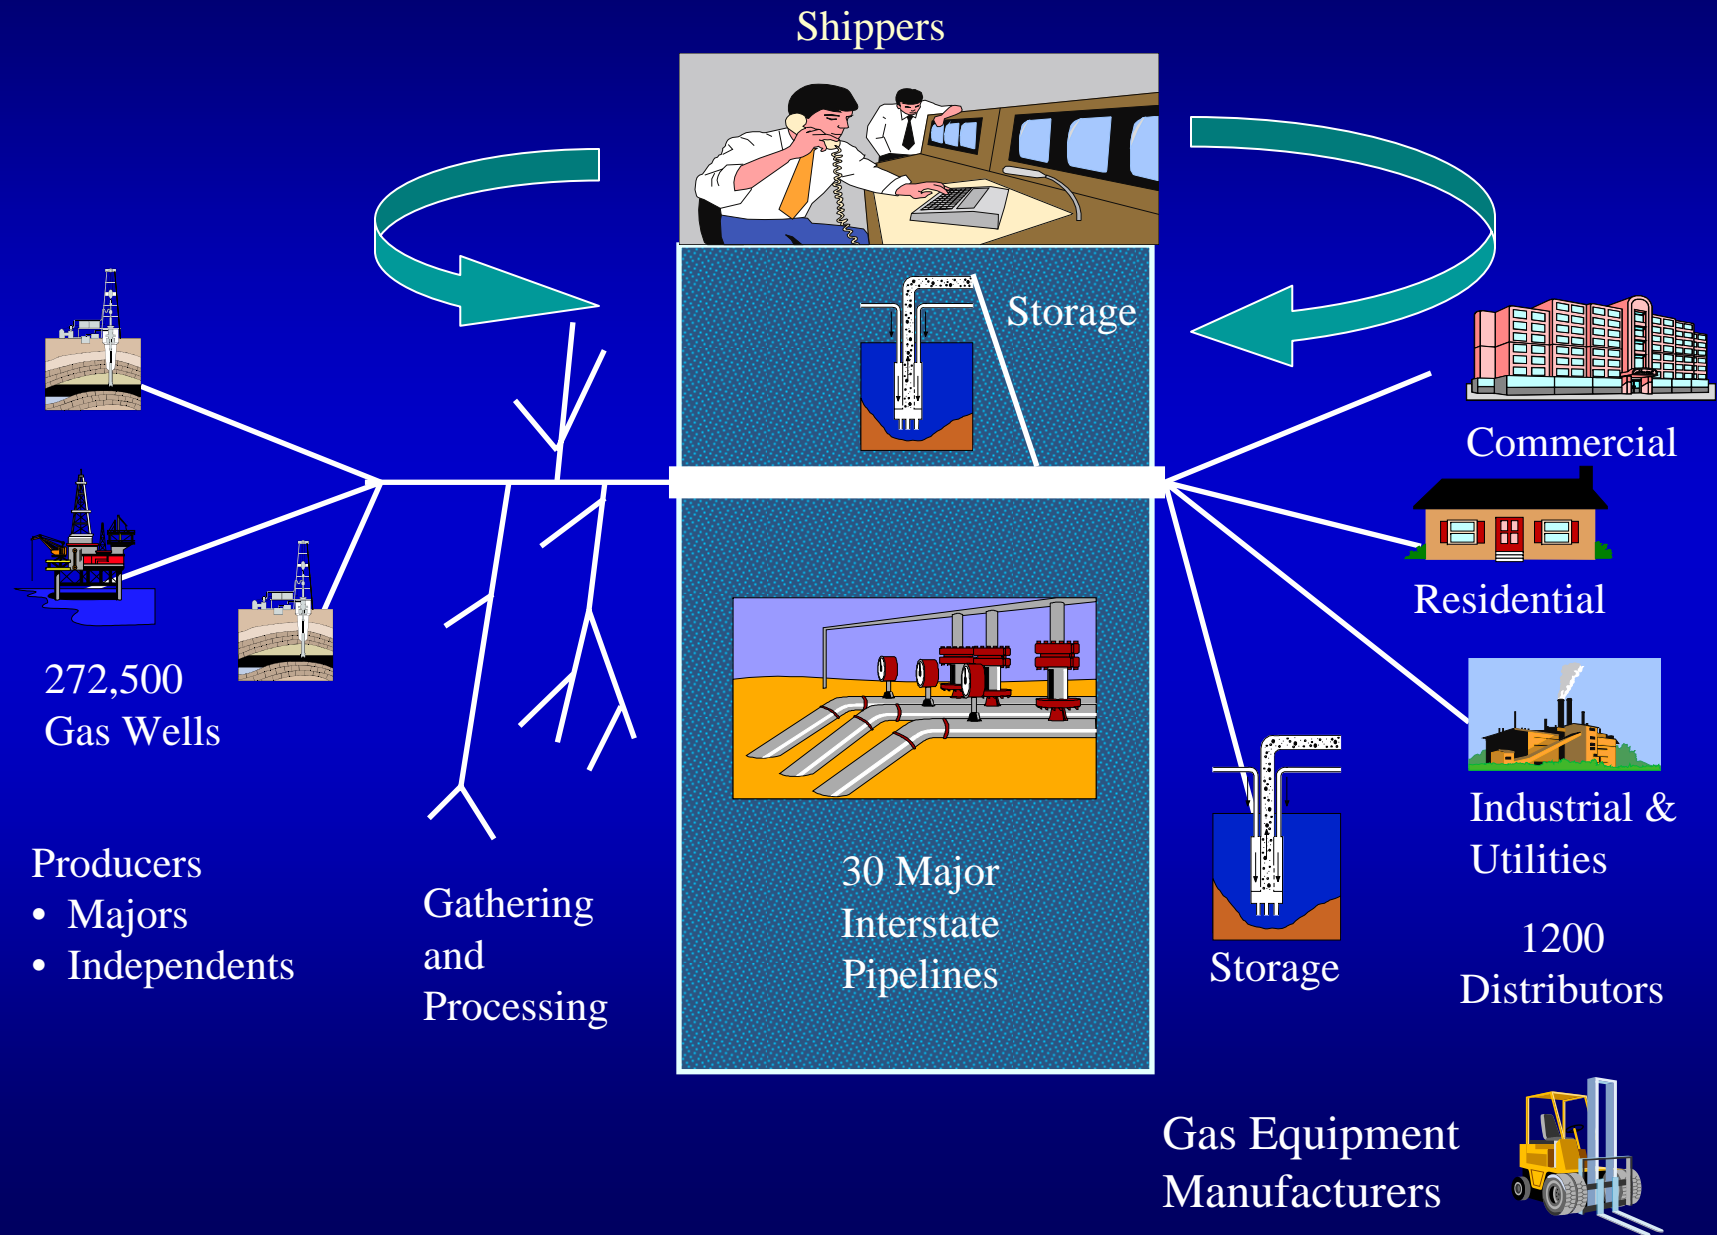 Shippers
Storage
Commercial
Residential
272,500
Gas Wells
Industrial &
Utilities
Producers
• Majors
• Independents
Gathering
and
Processing
30 Major
Interstate
Pipelines
Storage
1200
Distributors
Gas Equipment
Manufacturers